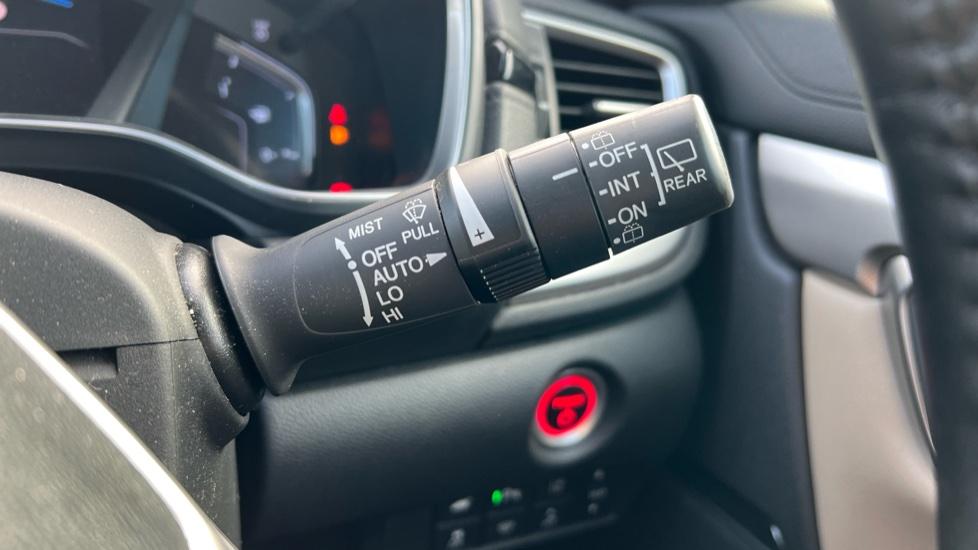 MIST
PULL
OFF
AUTO
LO
HI
+
OFF
INT
ON
REAR